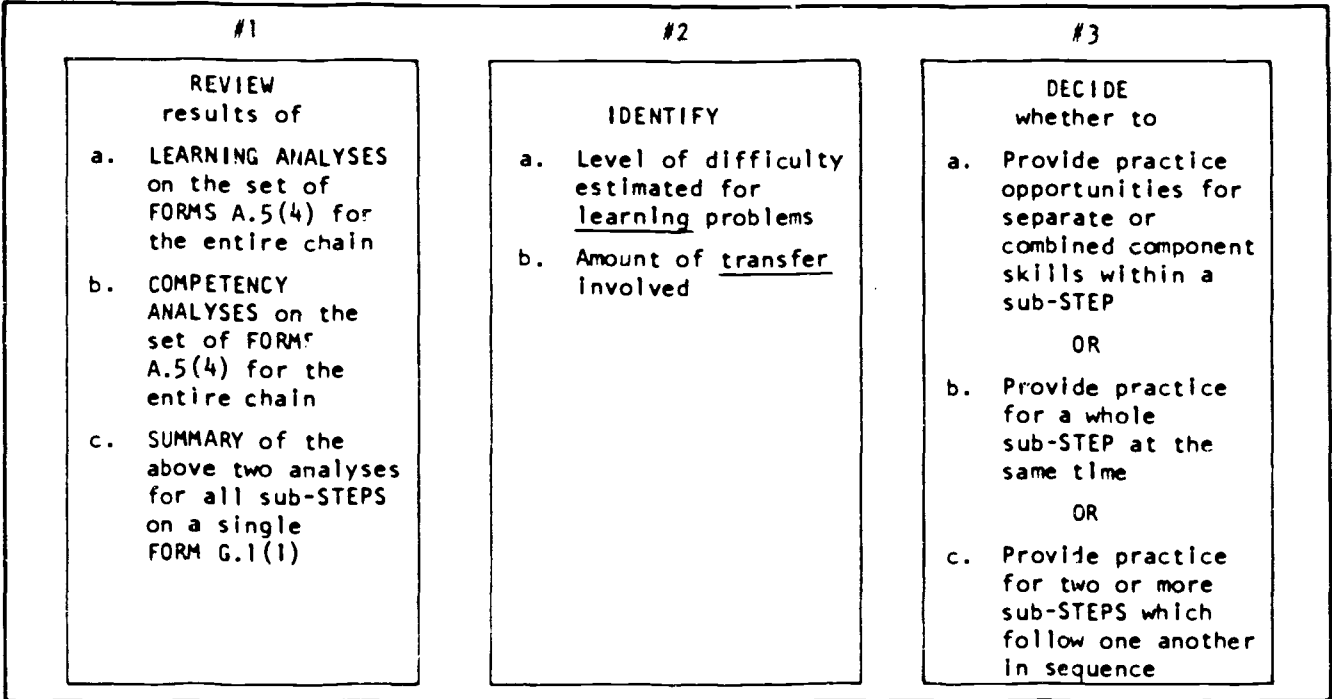 #1
REVIEW
results of
a. LEARNING ANALYSES
on the set of
FORMS A.5(4) for
the entire chain
b. COMPETENCY
ANALYSES on the
set of FORMS
A.5(4) for the
entire chain
c. SUMMARY of the
above two analyses
for all sub-STEPS
on a single
FORM G.1(1)
#2
IDENTIFY
a. Level of difficulty
estimated for
learning problems
b. Amount of transfer
involved
#3
DECIDE
whether to
a. Provide practice
opportunities for
separate or
combined component
skills within a
sub-STEP
OR
b. Provide practice
for a whole
sub-STEP at the
same time
OR
c. Provide practice
for two or more
sub-STEPS which
follow one another
in sequence